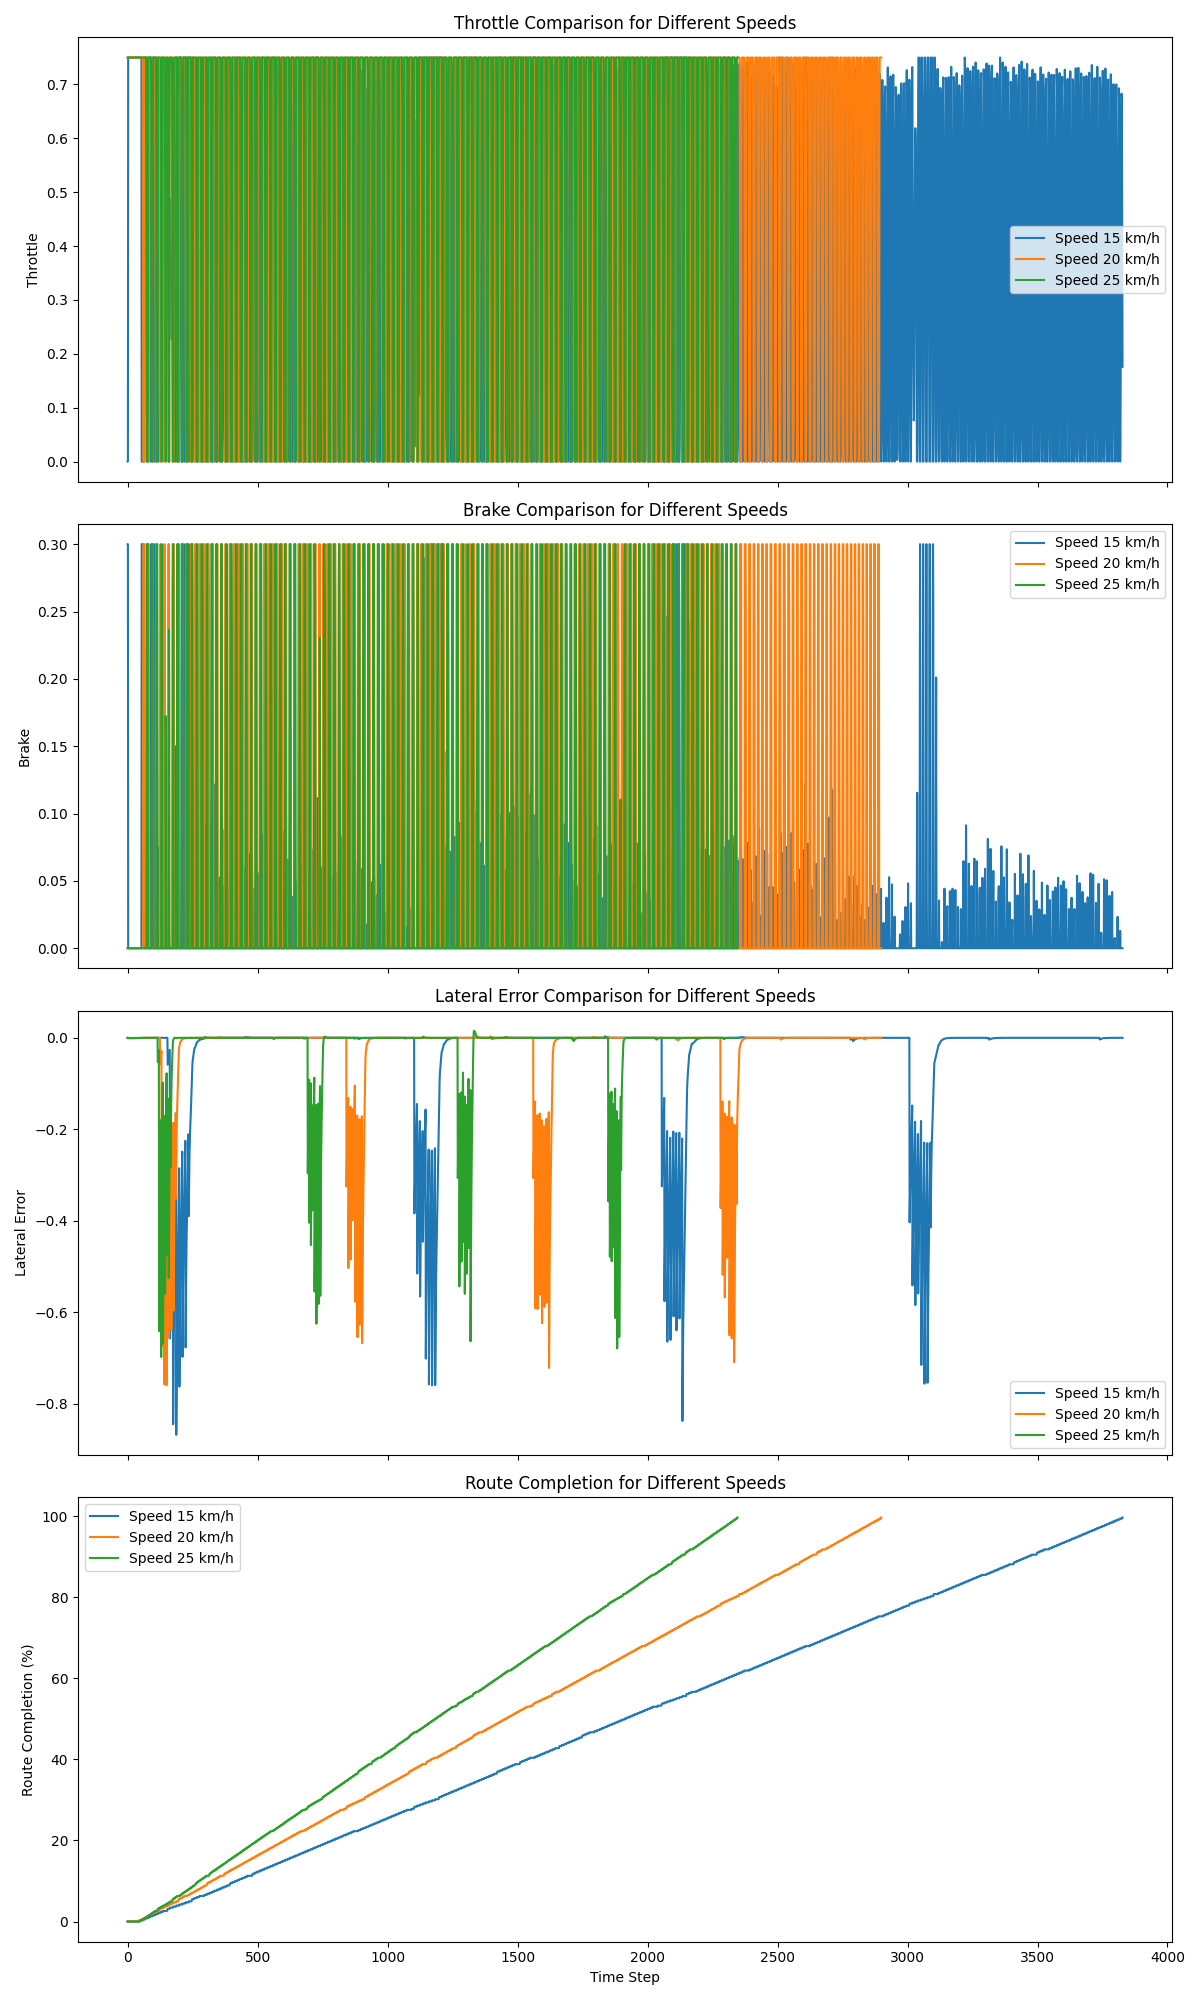 Throttle Comparison for Different Speeds
Throttle
0.7
0.6
0.5
0.4
0.3
0.2
0.1
0.0
Speed 15 km/h
Speed 20 km/h
Speed 25 km/h
Brake Comparison for Different Speeds
Brake
0.30
0.25
0.20
0.15
0.10
0.05
0.00
Speed 15 km/h
Speed 20 km/h
Speed 25 km/h
Lateral Error Comparison for Different Speeds
Lateral Error
0.0
−0.2
−0.4
−0.6
−0.8
Speed 15 km/h
Speed 20 km/h
Speed 25 km/h
Route Completion for Different Speeds
Route Completion (%)
100
80
60
40
20
0
Speed 15 km/h
Speed 20 km/h
Speed 25 km/h
0 500 1000 1500 2000 2500 3000 3500 4000
Time Step